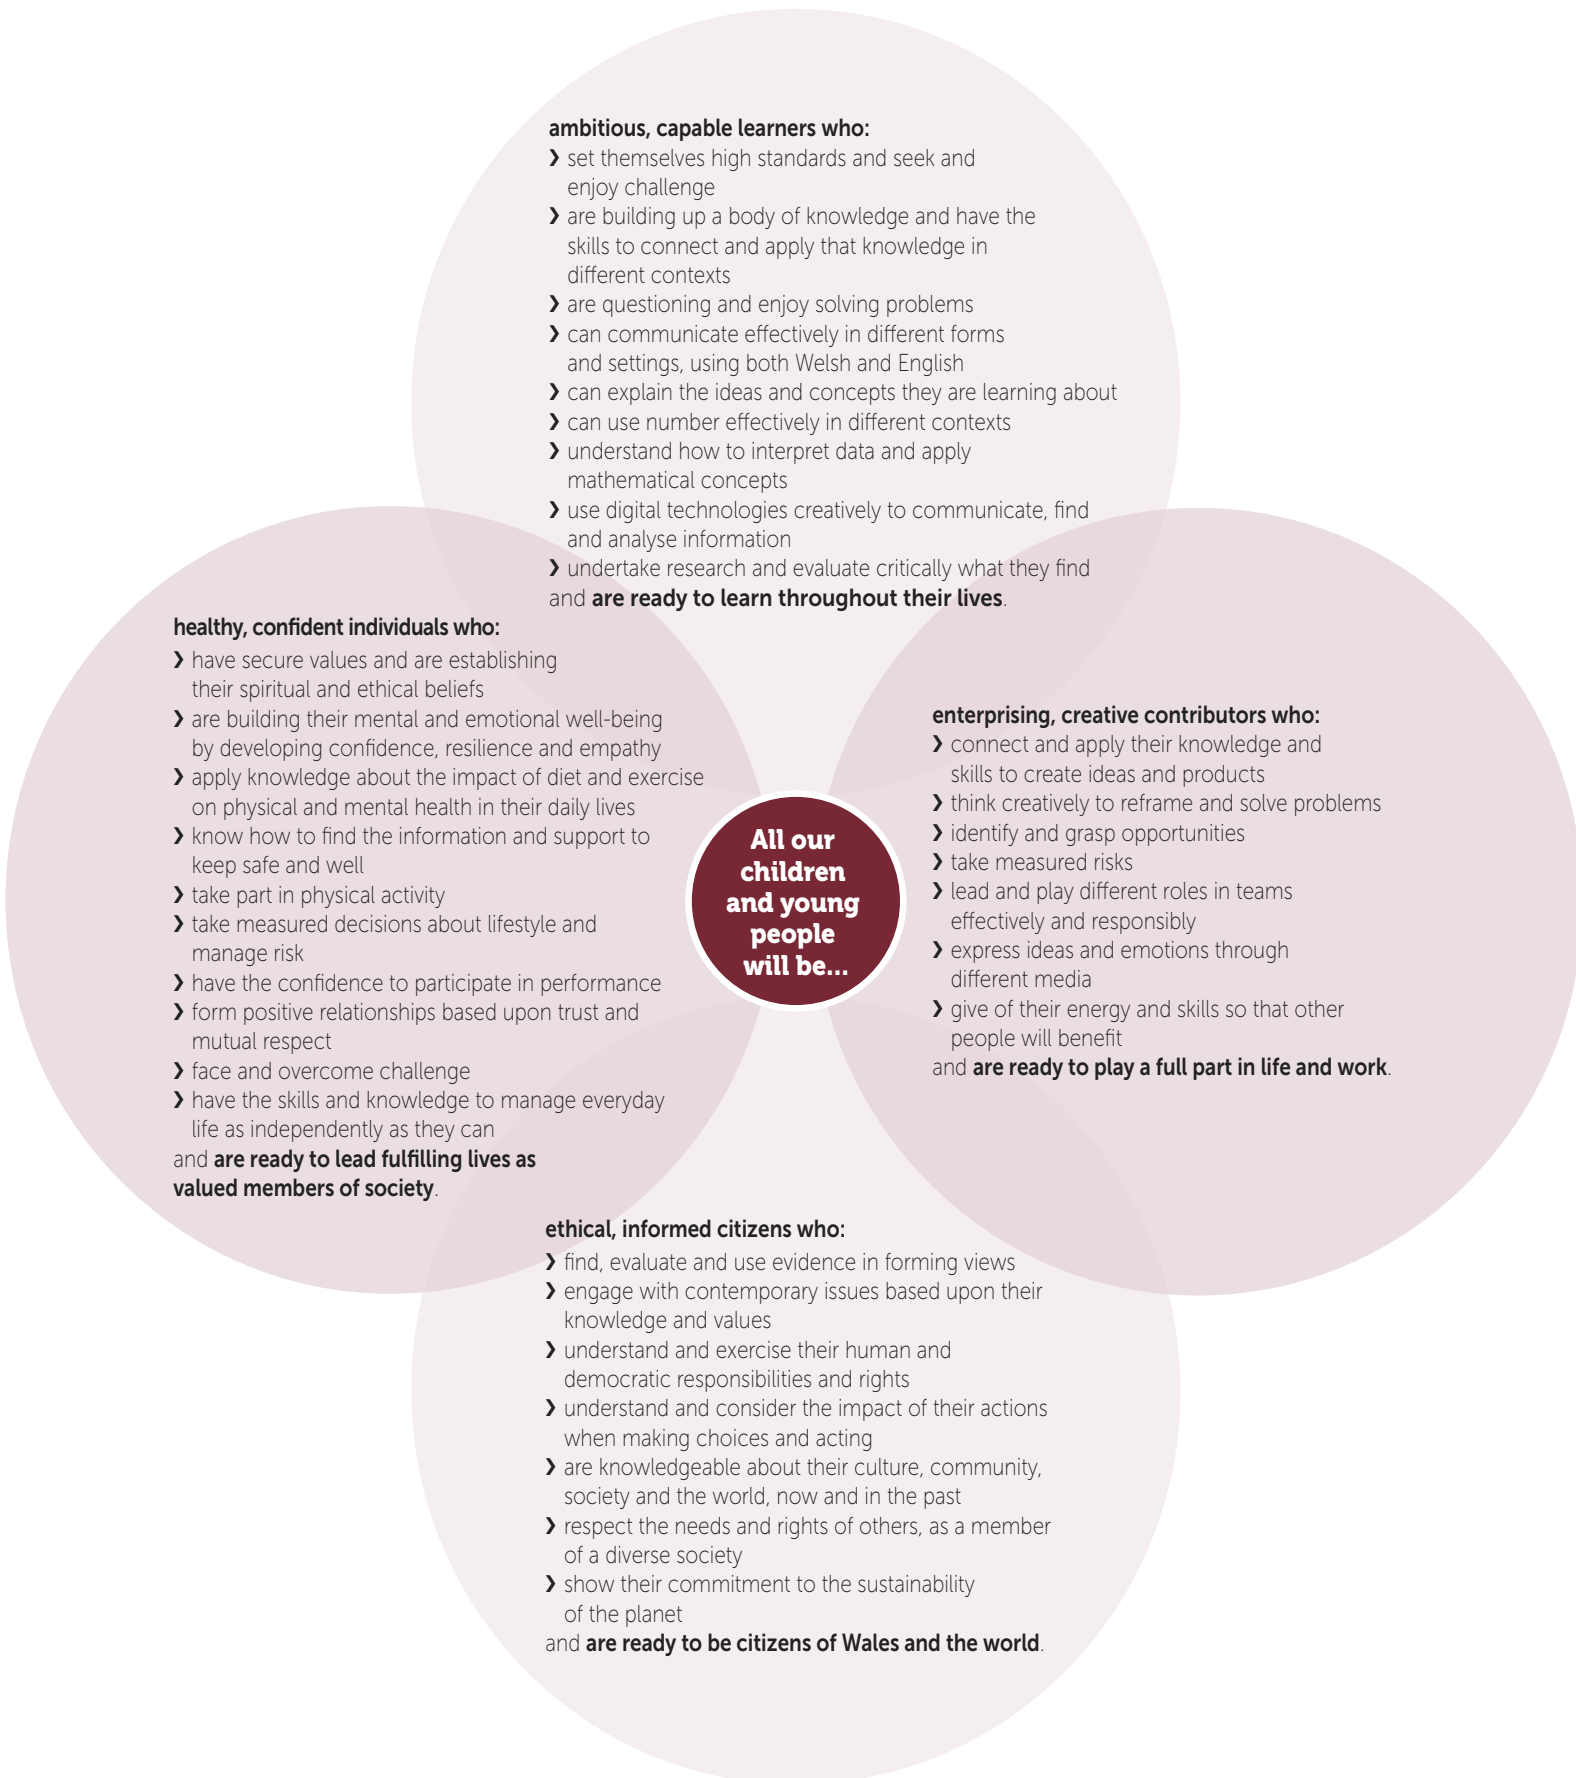 ambitious, capable learners who:
❯ set themselves high standards and seek and
enjoy challenge
❯ are building up a body of knowledge and have the
skills to connect and apply that knowledge in
different contexts
❯ are questioning and enjoy solving problems
❯ can communicate effectively in different forms
and settings, using both Welsh and English
❯ can explain the ideas and concepts they are learning about
❯ can use number effectively in different contexts
❯ understand how to interpret data and apply
mathematical concepts
❯ use digital technologies creatively to communicate, find
and analyse information
❯ undertake research and evaluate critically what they find
and are ready to learn throughout their lives.
healthy, confident individuals who:
❯ have secure values and are establishing
their spiritual and ethical beliefs
❯ are building their mental and emotional well-being
by developing confidence, resilience and empathy
❯ apply knowledge about the impact of diet and exercise
on physical and mental health in their daily lives
❯ know how to find the information and support to
keep safe and well
❯ take part in physical activity
❯ take measured decisions about lifestyle and
manage risk
❯ have the confidence to participate in performance
❯ form positive relationships based upon trust and
mutual respect
❯ face and overcome challenge
❯ have the skills and knowledge to manage everyday
life as independently as they can
and are ready to lead fulfilling lives as
valued members of society.
All our
children
and young
people
will be...
enterprising, creative contributors who:
❯ connect and apply their knowledge and
skills to create ideas and products
❯ think creatively to reframe and solve problems
❯ identify and grasp opportunities
❯ take measured risks
❯ lead and play different roles in teams
effectively and responsibly
❯ express ideas and emotions through
different media
❯ give of their energy and skills so that other
people will benefit
and are ready to play a full part in life and work.
ethical, informed citizens who:
❯ find, evaluate and use evidence in forming views
❯ engage with contemporary issues based upon their
knowledge and values
❯ understand and exercise their human and
democratic responsibilities and rights
❯ understand and consider the impact of their actions
when making choices and acting
❯ are knowledgeable about their culture, community,
society and the world, now and in the past
❯ respect the needs and rights of others, as a member
of a diverse society
❯ show their commitment to the sustainability
of the planet
and are ready to be citizens of Wales and the world.